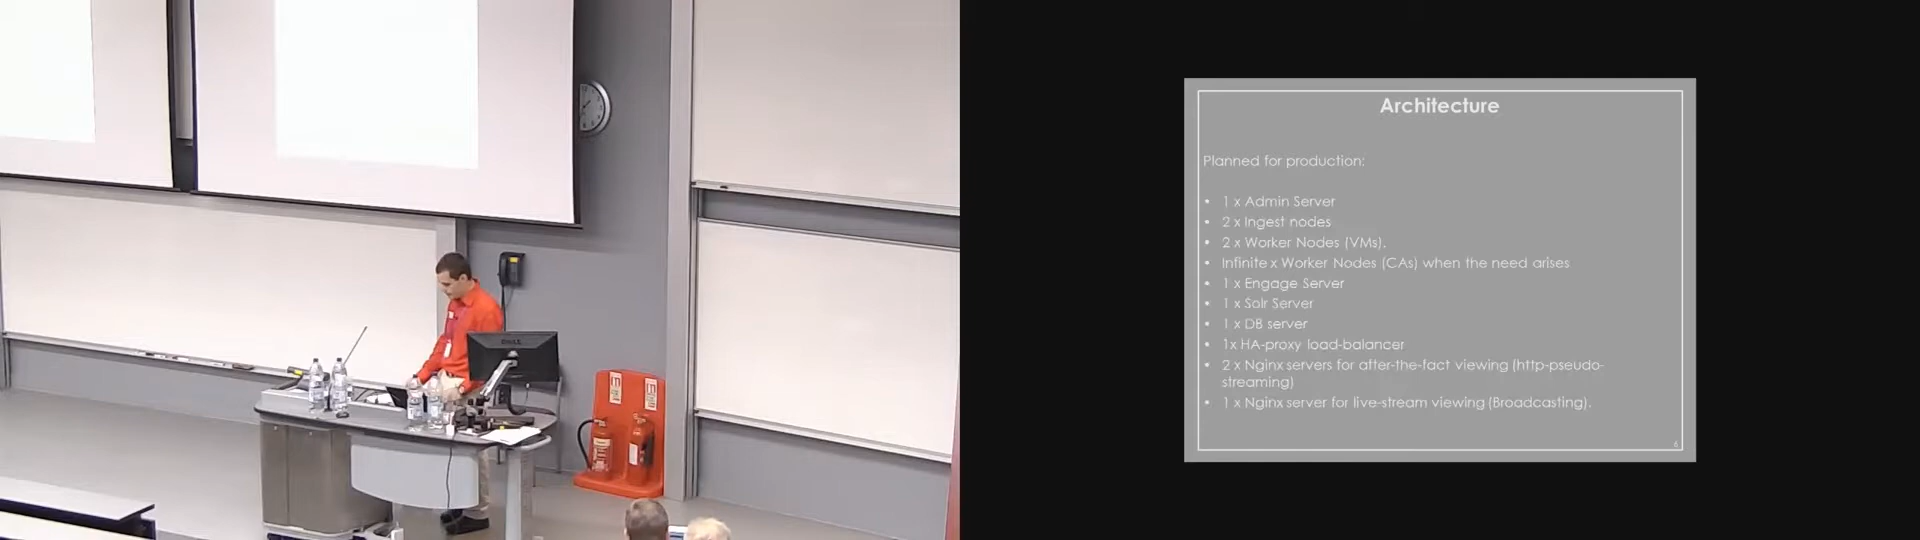 Architecture
Planned for production:
• 1 x Admin Server
• 2 x Ingest nodes
• 2 x Worker Nodes (VMs).
• Infinite x Worker Nodes (CAs) when the need arises
• 1 x Engage Server
• 1 x Solr Server
• 1 x DB server
• 1x HA-proxy load-balancer
• 2 x Nginx servers for after-the-fact viewing (http-pseudo-
streaming)
• 1 x Nginx server for live-stream viewing (Broadcasting).
6
DELL